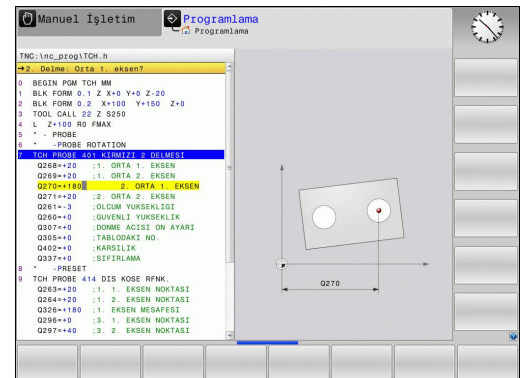 Manuel İşletim
Programlama
Programlama
TNC:\nc_prog\TCH.h
→2. Delme: Orta 1. eksen?
0 BEGIN PGM TCH MM
1 BLK FORM 0.1 Z X+0 Y+0 Z-20
2 BLK FORM 0.2 X+100 Y+150 Z+0
3 TOOL CALL 22 Z S250
4 L Z+100 R0 FMAX
5 * - PROBE
6 * -PROBE ROTATION
7 TCH PROBE 401 KIRMIZI 2 DELMESI
Q268=+20 ;1. ORTA 1. EKSEN
Q269=+20 ;1. ORTA 2. EKSEN
Q270=+180 2. ORTA 1. EKSEN
Q271=+20 ;2. ORTA 2. EKSEN
Q261=-3 ;OLCUM YUKSEKLIGI
Q260=+0 ;GUVENLI YUKSEKLIK
Q307=+0 ;DONME ACISI ON AYARI
Q305=+0 ;TABLODAKI NO.
Q402=+0 ;KARSILIK
Q337=+0 ;SIFIRLAMA
8 * -PRESET
9 TCH PROBE 414 DIS KOSE RFNK.
Q263=+20 ;1. 1. EKSEN NOKTASI
Q264=+20 ;1. 2. EKSEN NOKTASI
Q326=+180 ;1. EKSEN MESAFESI
Q296=+0 ;3. 1. EKSEN NOKTASI
Q297=+40 ;3. 2. EKSEN NOKTASI
Q270